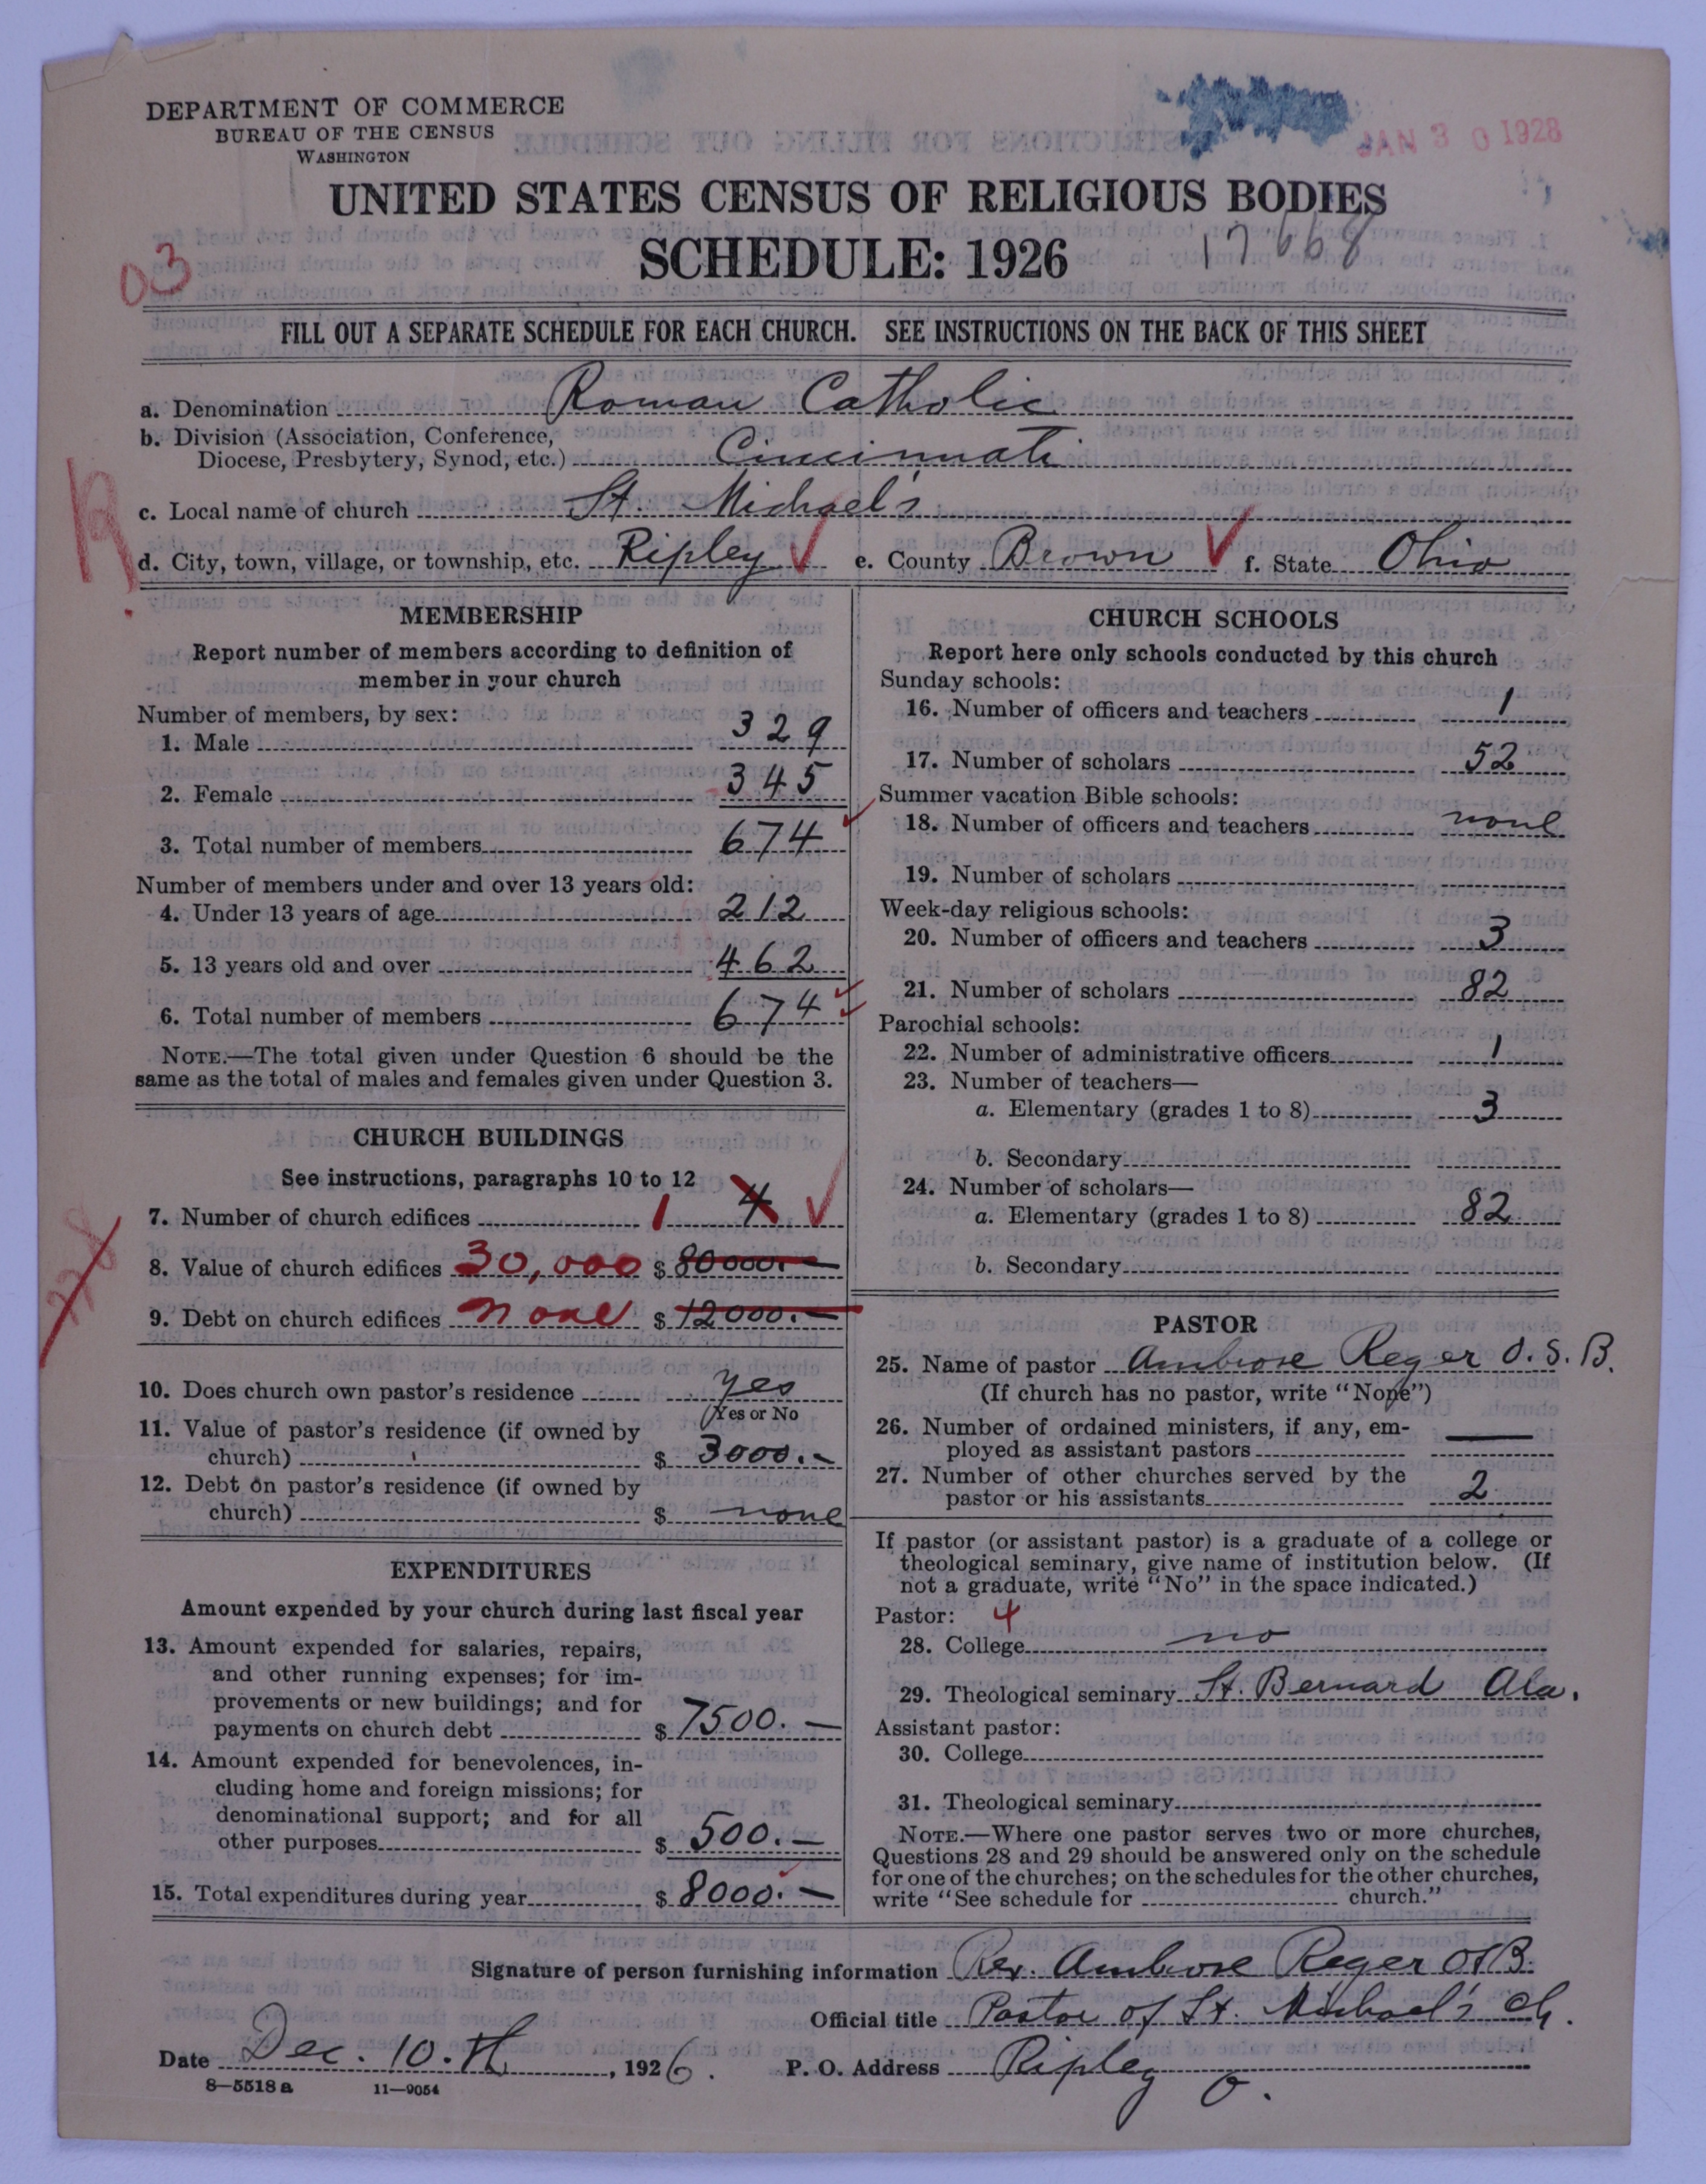 DEPARTMENT OF COMMERCE
BUREAU OF THE CENSUS
WASHINGTON
JAN 30 1928
UNITED STATES CENSUS OF RELIGIOUS BODIES
SCHEDULE: 1926
17668
03
FILL OUT A SEPARATE SCHEDULE FOR EACH CHURCH. SEE INSTRUCTIONS ON THE BACK OF THIS SHEET
a. Denomination Roman Catholic
b. Division (Association, Conference,
Diocese, Presbytery, Synod, etc.) Cincinnati
c. Local name of church St. Michael's
d. City, town, village, or township, etc. Ripley e. County Brown f. State Ohio
MEMBERSHIP
Report number of members according to definition of
member in your church
Number of members, by sex:
1. Male 329
2. Female 345
3. Total number of members 674
Number of members under and over 13 years old:
4. Under 13 years of age 212
5. 13 years old and over 462
6. Total number of members 674
NOTE.—The total given under Question 6 should be the
same as the total of males and females given under Question 3.
CHURCH BUILDINGS
See instructions, paragraphs 10 to 12
7. Number of church edifices 1 4
8. Value of church edifices 30,000 $ 80000.—
9. Debt on church edifices none $ 12000.—
10. Does church own pastor's residence yes
(Yes or No
11. Value of pastor's residence (if owned by
church) $ 3000.—
12. Debt on pastor's residence (if owned by
church) $ none
EXPENDITURES
Amount expended by your church during last fiscal year
13. Amount expended for salaries, repairs,
and other running expenses; for im-
provements or new buildings; and for
payments on church debt $ 7500.—
14. Amount expended for benevolences, in-
cluding home and foreign missions; for
denominational support; and for all
other purposes $ 500.—
15. Total expenditures during year $ 8000.—
CHURCH SCHOOLS
Report here only schools conducted by this church
Sunday schools:
16. Number of officers and teachers 1
17. Number of scholars 52
Summer vacation Bible schools:
18. Number of officers and teachers none
19. Number of scholars
Week-day religious schools:
20. Number of officers and teachers 3
21. Number of scholars 82
Parochial schools:
22. Number of administrative officers 1
23. Number of teachers—
a. Elementary (grades 1 to 8) 3
b. Secondary
24. Number of scholars—
a. Elementary (grades 1 to 8) 82
b. Secondary
PASTOR
25. Name of pastor Ambrose Reger O.S.B.
(If church has no pastor, write "None")
26. Number of ordained ministers, if any, em-
ployed as assistant pastors —
27. Number of other churches served by the
pastor or his assistants 2
If pastor (or assistant pastor) is a graduate of a college or
theological seminary, give name of institution below. (If
not a graduate, write "No" in the space indicated.)
Pastor: 4
28. College no
29. Theological seminary St. Bernard Ala.
Assistant pastor:
30. College
31. Theological seminary
NOTE.—Where one pastor serves two or more churches,
Questions 28 and 29 should be answered only on the schedule
for one of the churches; on the schedules for the other churches,
write "See schedule for church."
Signature of person furnishing information Rev. Ambrose Reger OSB.
Official title Pastor of St. Michael's Ch.
Date Dec. 10.th, 1926. P. O. Address Ripley O.
8—5518 a 11—9054